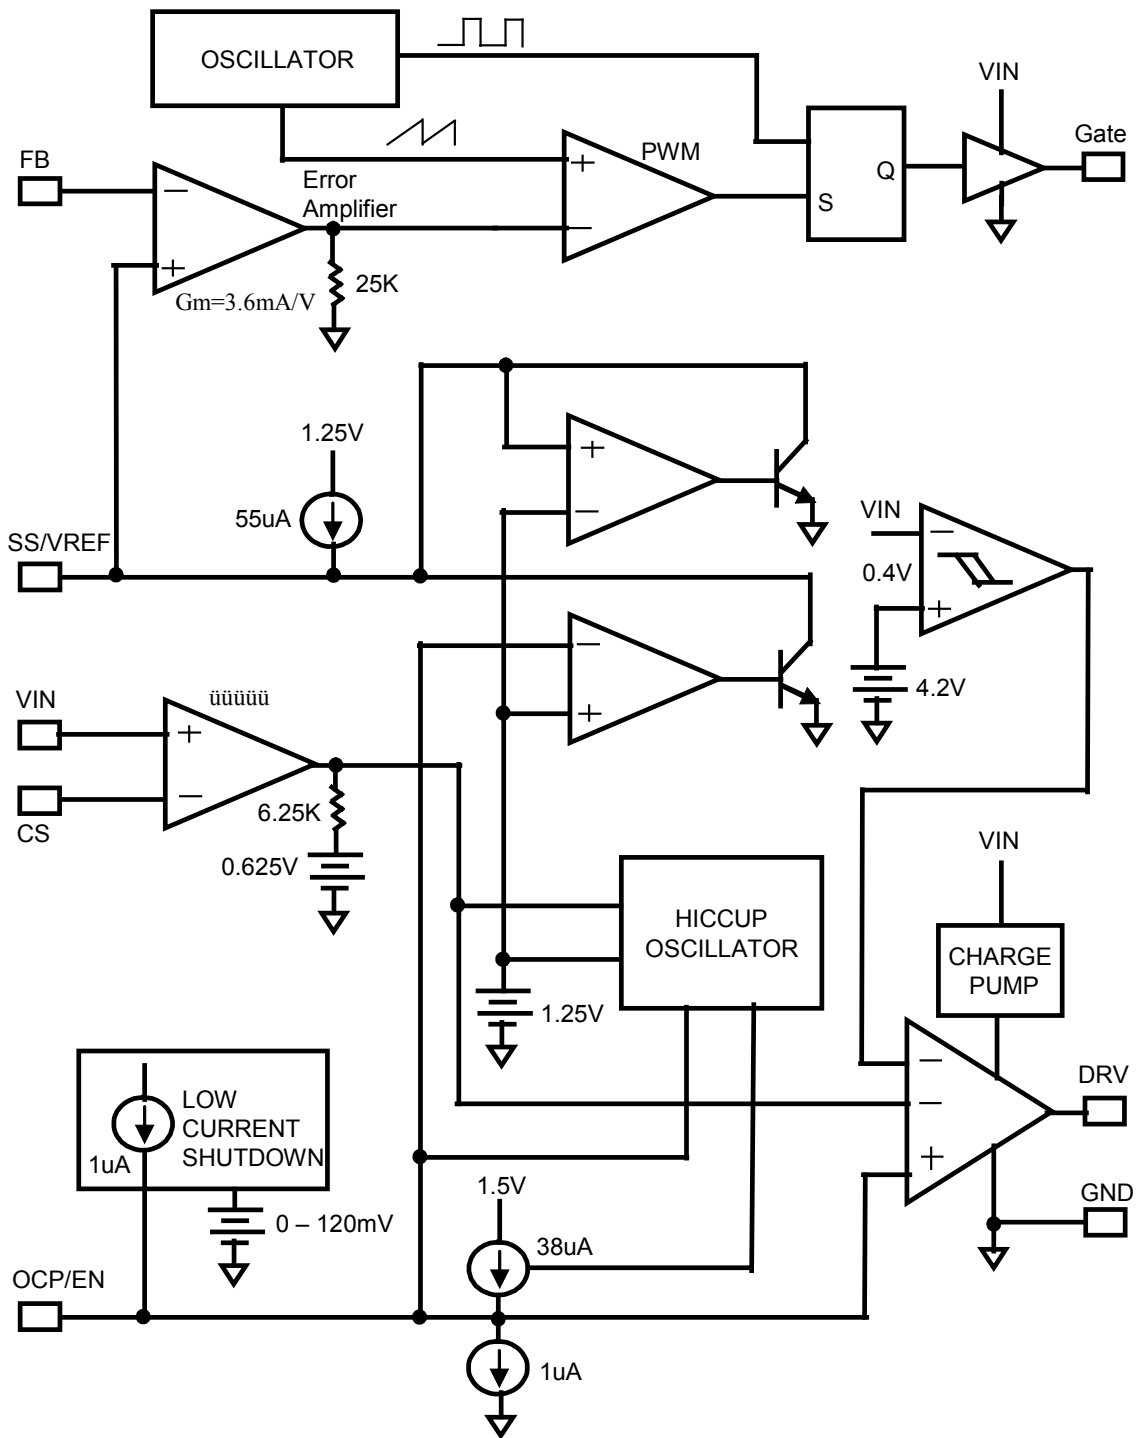 OSCILLATOR
VIN
Gate
FB
PWM
Error
Amplifier
+
−
Q
S
−
+
25K
Gm=3.6mA/V
1.25V
+
−
55uA
VIN
−
SS/VREF
0.4V
+
−
4.2V
VIN
üüüüü
+
+
−
CS
6.25K
0.625V
VIN
HICCUP
OSCILLATOR
CHARGE
PUMP
1.25V
−
DRV
LOW
CURRENT
SHUTDOWN
−
1uA
+
1.5V
GND
0 – 120mV
38uA
OCP/EN
1uA